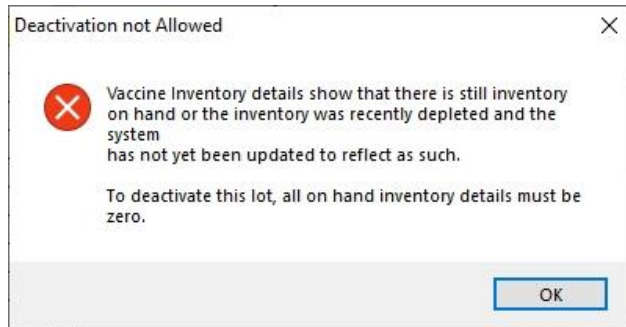 Deactivation not Allowed
Vaccine Inventory details show that there is still inventory
on hand or the inventory was recently depleted and the
system
has not yet been updated to reflect as such.
To deactivate this lot, all on hand inventory details must be
zero.
OK